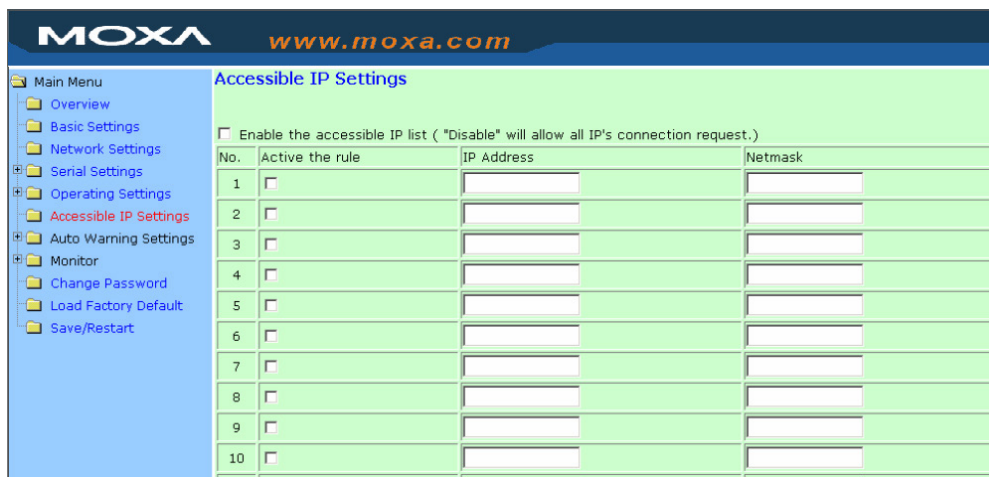 MOXA www.moxa.com
Main Menu
Overview
Basic Settings
Network Settings
Serial Settings
Operating Settings
Accessible IP Settings
Auto Warning Settings
Monitor
Change Password
Load Factory Default
Save/Restart
Accessible IP Settings
Enable the accessible IP list ( "Disable" will allow all IP's connection request.)
No. Active the rule IP Address Netmask
1
2
3
4
5
6
7
8
9
10